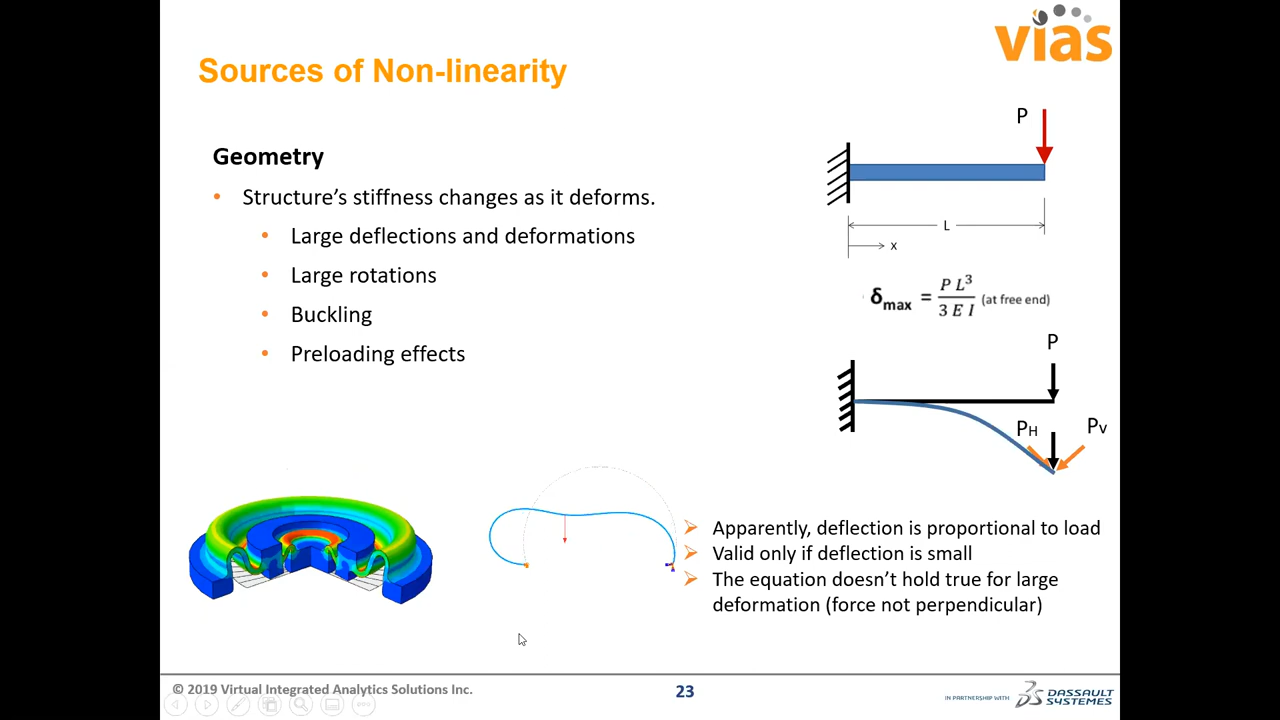 vias
Sources of Non-linearity
Geometry
• Structure’s stiffness changes as it deforms.
• Large deflections and deformations
• Large rotations
• Buckling
• Preloading effects
P
L
x
δmax = P L³ / 3 E I (at free end)
P
PH
PV
Apparently, deflection is proportional to load
Valid only if deflection is small
The equation doesn’t hold true for large
deformation (force not perpendicular)
© 2019 Virtual Integrated Analytics Solutions Inc.
23
IN PARTNERSHIP WITH
DASSAULT
SYSTEMES